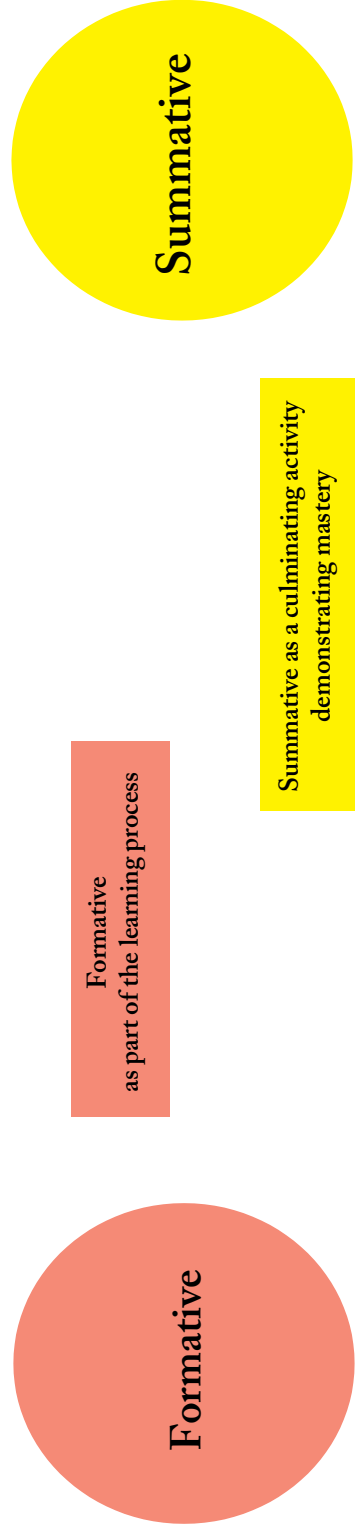 Formative
Formative
as part of the learning process
Summative as a culminating activity
demonstrating mastery
Summative